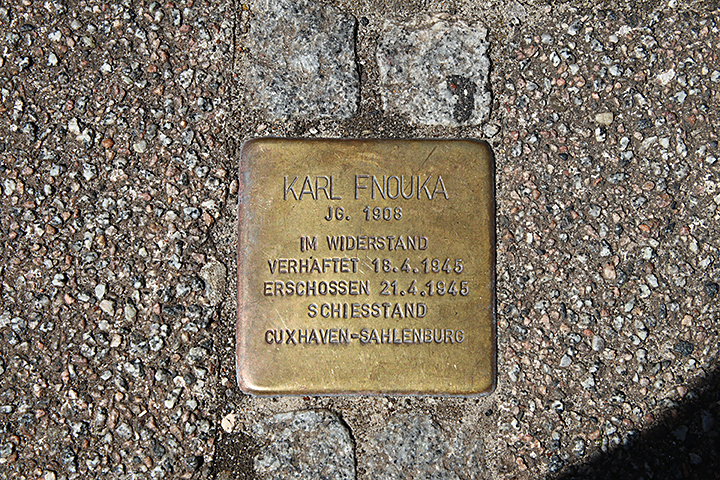 KARL FNOUKA
JG. 1908
IM WIDERSTAND
VERHAFTET 18.4.1945
ERSCHOSSEN 21.4.1945
SCHIESSTAND
CUXHAVEN-SAHLENBURG